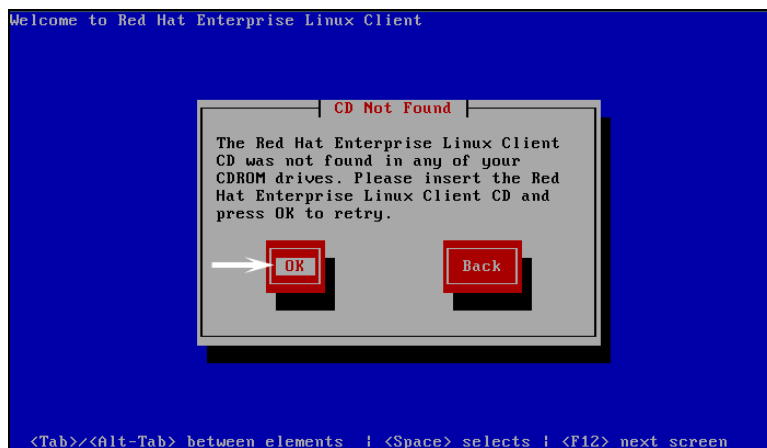 Welcome to Red Hat Enterprise Linux Client
CD Not Found
The Red Hat Enterprise Linux Client
CD was not found in any of your
CDROM drives. Please insert the Red
Hat Enterprise Linux Client CD and
press OK to retry.
OK Back
<Tab>/<Alt-Tab> between elements | <Space> selects | <F12> next screen